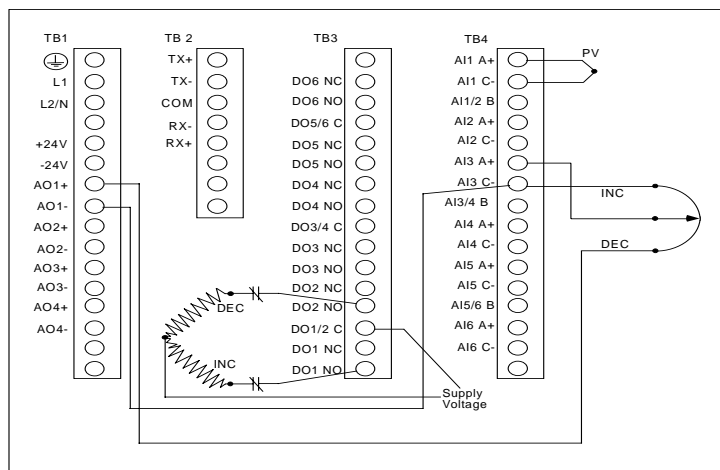 TB1
L1
L2/N
+24V
-24V
AO1+
AO1-
AO2+
AO2-
AO3+
AO3-
AO4+
AO4-
TB 2
TX+
TX-
COM
RX-
RX+
TB3
DO6 NC
DO6 NO
DO5/6 C
DO5 NC
DO5 NO
DO4 NC
DO4 NO
DO3/4 C
DO3 NC
DO3 NO
DO2 NC
DO2 NO
DO1/2 C
DO1 NC
DO1 NO
DEC
INC
Supply
Voltage
TB4
AI1 A+
AI1 C-
AI1/2 B
AI2 A+
AI2 C-
AI3 A+
AI3 C-
AI3/4 B
AI4 A+
AI4 C-
AI5 A+
AI5 C-
AI5/6 B
AI6 A+
AI6 C-
PV
INC
DEC